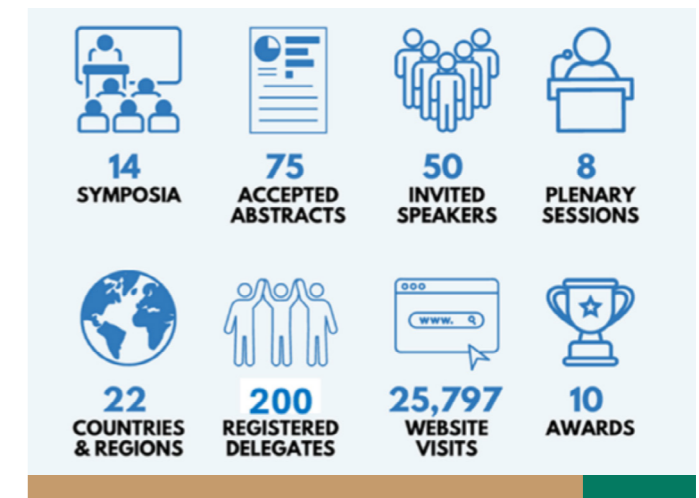 14
SYMPOSIA
75
ACCEPTED
ABSTRACTS
50
INVITED
SPEAKERS
8
PLENARY
SESSIONS
www.
22
COUNTRIES
& REGIONS
200
REGISTERED
DELEGATES
25,797
WEBSITE
VISITS
10
AWARDS